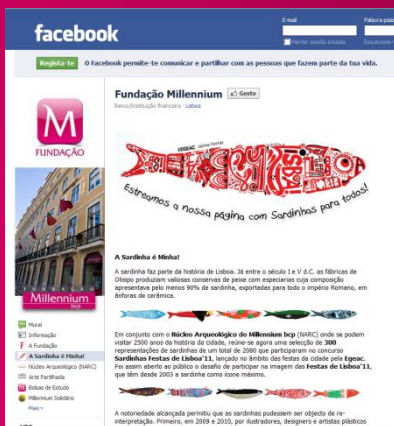 facebook
E-mail
Palavra-pass
Manter sessão iniciada
Regista-te
O Facebook permite-te comunicar e partilhar com as pessoas que fazem parte da tua vida.
M
FUNDAÇÃO
FUNDAÇÃO
Millennium
bcp
Mural
Informação
A Fundação
A Sardinha é Minha!
Núcleo Arqueológico (NARC)
Arte Partilhada
Bolsas de Estudo
Millennium Solidário
Mais
Fundação Millennium
Gosto
Banco/Instituição financeira · Lisboa
EGEAC
Estreamos a nossa página com Sardinhas para todos!
A Sardinha é Minha!
A sardinha faz parte da história de Lisboa. Já entre o século I e V d.C. as fábricas de
Olisipo produziam valiosas conservas de peixe com especiarias cuja composição
apresentava pelo menos 90% de sardinha, exportadas para todo o império Romano, em
ânforas de cerâmica.
Em conjunto com o Núcleo Arqueológico do Millennium bcp (NARC) onde se podem
visitar 2500 anos da história da cidade, reúne-se agora uma selecção de 300
representações de sardinhas de um total de 2080 que participaram no concurso
Sardinhas Festas de Lisboa'11, lançado no âmbito das festas da cidade pela Egeac.
Foi assim aberto ao público o desafio de participar na imagem das Festas de Lisboa'11,
que têm desde 2003 a sardinha como ícone máximo.
A notoriedade alcançada permitiu que as sardinhas pudessem ser objecto de re-
interpretação. Primeiro, em 2009 e 2010, por ilustradores, designers e artistas plásticos